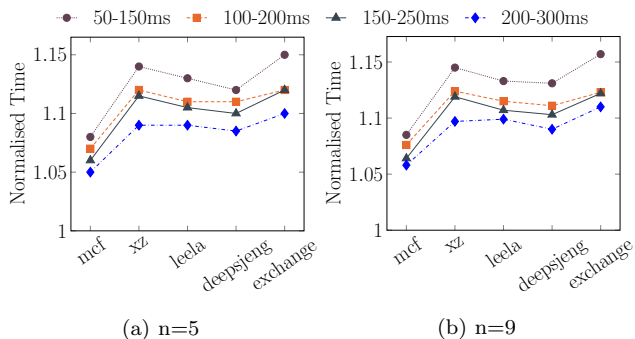 50-150ms 100-200ms 150-250ms 200-300ms
Normalised Time
1.15
1.1
1.05
1
mcf
xz
leela
deepsjeng
exchange
(a) n=5
Normalised Time
1.15
1.1
1.05
1
mcf
xz
leela
deepsjeng
exchange
(b) n=9